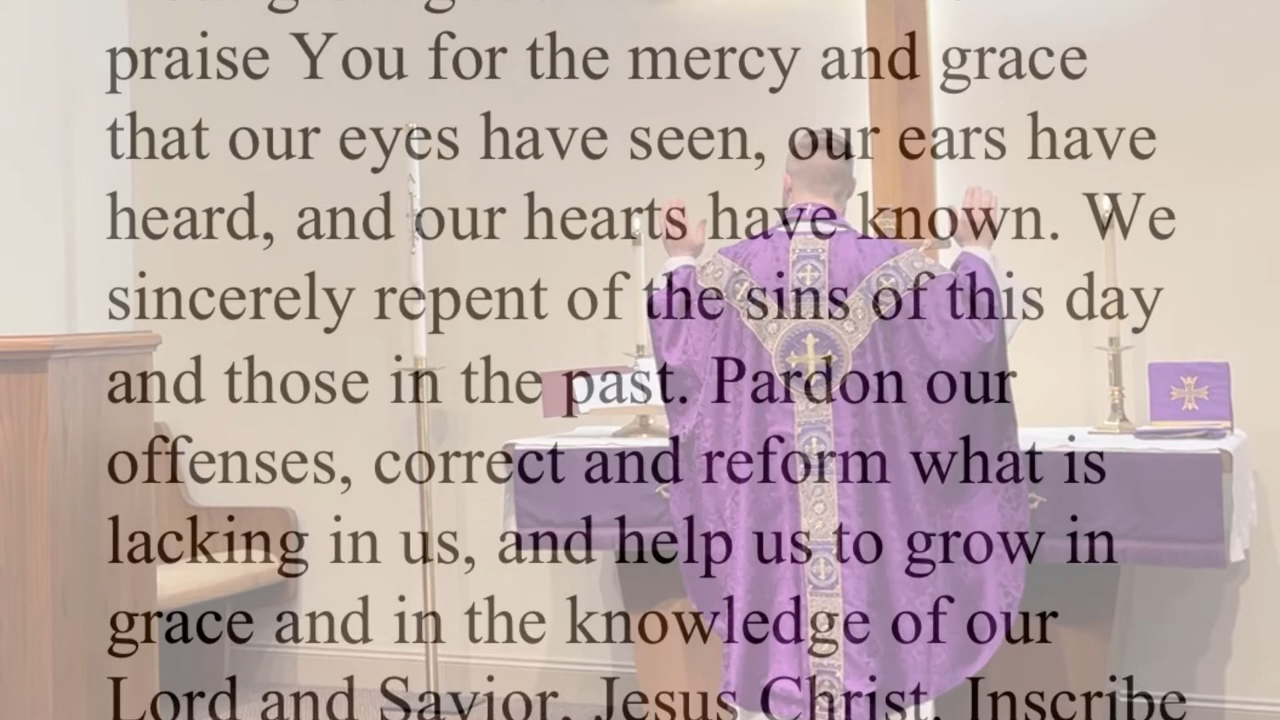 praise You for the mercy and grace
that our eyes have seen, our ears have
heard, and our hearts have known. We
sincerely repent of the sins of this day
and those in the past. Pardon our
offenses, correct and reform what is
lacking in us, and help us to grow in
grace and in the knowledge of our
Lord and Savior, Jesus Christ. Inscribe